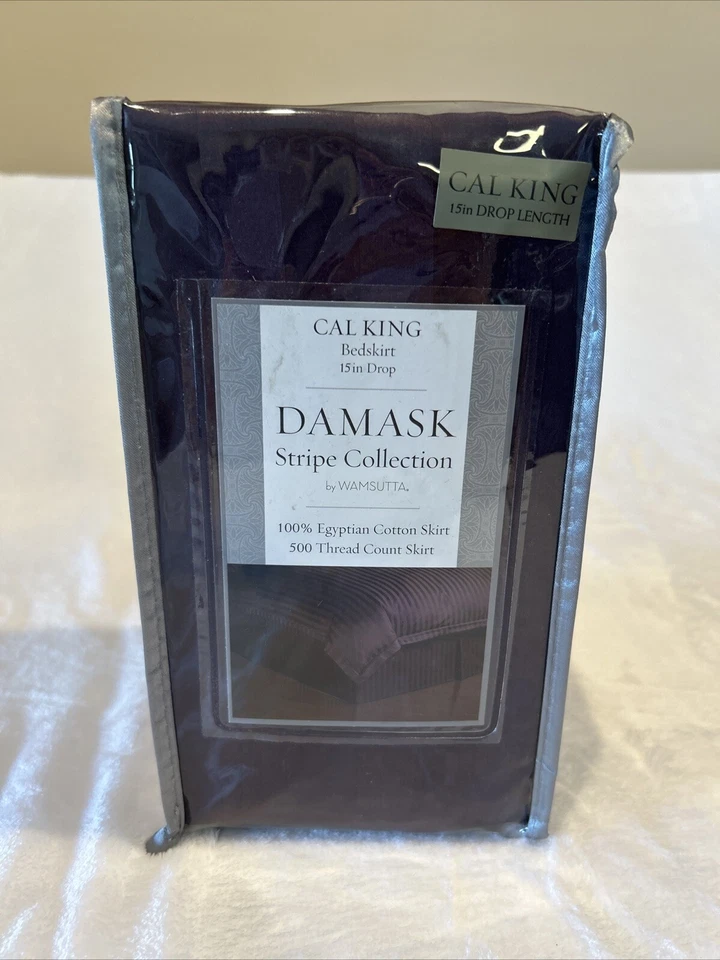 CAL KING
15in DROP LENGTH
CAL KING
Bedskirt
15in Drop
DAMASK
Stripe Collection
by WAMSUTTA®
100% Egyptian Cotton Skirt
500 Thread Count Skirt